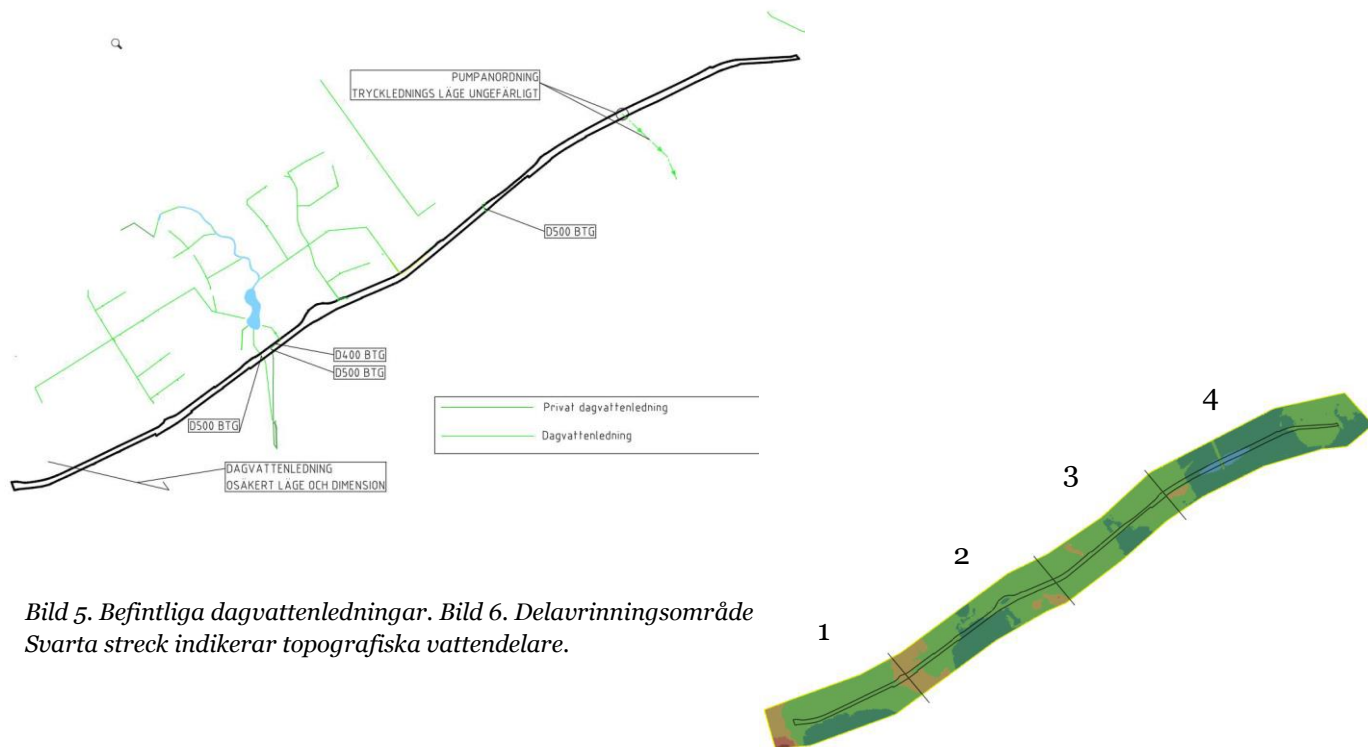 PUMPANORDNING
TRYCKLEDNINGS LÄGE UNGEFÄRLIGT
D500 BTG
D400 BTG
D500 BTG
D500 BTG
Privat dagvattenledning
Dagvattenledning
DAGVATTENLEDNING
OSÄKERT LÄGE OCH DIMENSION
4
3
2
1
Bild 5. Befintliga dagvattenledningar. Bild 6. Delavrinningsområde
Svarta streck indikerar topografiska vattendelare.